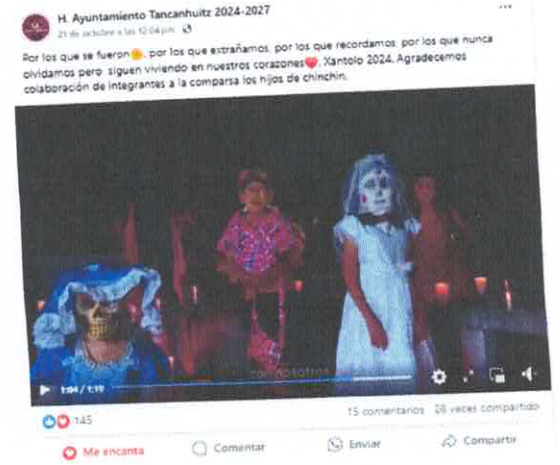 H. Ayuntamiento Tancanhuitz 2024-2027
21 de octubre a las 12:04 p.m.
Por los que se fueron🌼, por los que extrañamos, por los que recordamos, por los que nunca
olvidamos pero siguen viviendo en nuestros corazones❤️. Xantolo 2024. Agradecemos
colaboración de integrantes a la comparsa los hijos de chinchin.
con nosotros
1:04 / 1:19
145
15 comentarios 28 veces compartido
Me encanta Comentar Enviar Compartir